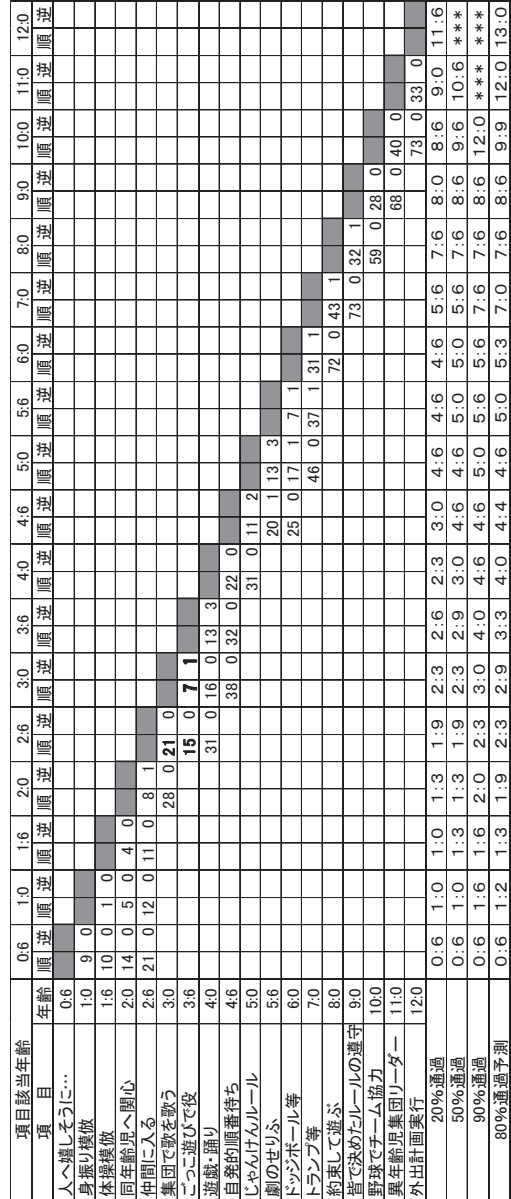 項目該当年齢 0:6 1:0 1:6 2:0 2:6 3:0 3:6 4:0 4:6 5:0 5:6 6:0 7:0 8:0 9:0 10:0 11:0 12:0
項 目 年齢 順 逆 順 逆 順 逆 順 逆 順 逆 順 逆 順 逆 順 逆 順 逆 順 逆 順 逆 順 逆 順 逆 順 逆 順 逆 順 逆 順 逆 順 逆
人へ嬉しそうに… 0:6
身振り模倣 1:0 9 0
体操模倣 1:6 10 0 1 0
同年齢児へ関心 2:0 14 0 5 0 4 0
仲間に入る 2:6 21 0 12 0 11 0 8 1
集団で歌を歌う 3:0 28 0 21 0
ごっこ遊びで役 3:6 15 0 7 1
遊戯・踊り 4:0 31 0 16 0 13 3
自発的順番待ち 4:6 38 0 32 0 22 0
じゃんけんルール 5:0 31 0 11 2
劇のせりふ 5:6 20 1 13 3
ドッジボール等 6:0 25 0 17 1 7 1
トランプ等 7:0 46 0 37 1 31 1
約束して遊ぶ 8:0 72 0 43 1
皆で決めたルールの遵守 9:0 73 0 32 1
野球でチーム協力 10:0 59 0 28 0
異年齢児集団リーダー 11:0 68 0 40 0
外出計画実行 12:0 73 0 33 0
20%通過 0:6 1:0 1:0 1:3 1:9 2:3 2:6 2:3 3:0 4:6 4:6 4:6 5:6 7:6 8:0 8:6 9:0 11:6
50%通過 0:6 1:0 1:3 1:3 1:9 2:3 2:9 3:0 4:6 4:6 5:0 5:0 5:6 7:6 8:6 9:6 10:6 ***
90%通過 0:6 1:6 1:6 2:0 2:3 3:0 4:0 4:6 4:6 5:0 5:6 5:6 7:6 7:6 8:6 12:0 *** ***
80%通過予測 0:6 1:2 1:3 1:9 2:3 2:9 3:3 4:0 4:4 4:6 5:0 5:3 7:0 7:6 8:6 9:9 12:0 13:0